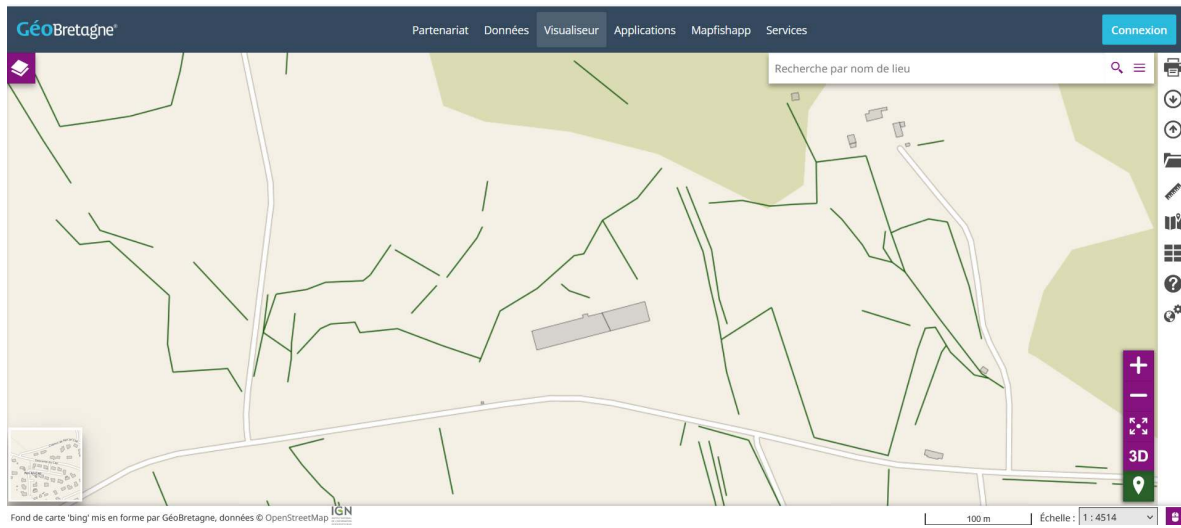 GéoBretagne®
Partenariat Données Visualiseur Applications Mapfishapp Services
Connexion
Recherche par nom de lieu
3D
Fond de carte 'bing' mis en forme par GéoBretagne, données © OpenStreetMap
IGN
100 m
Échelle : 1 : 4514